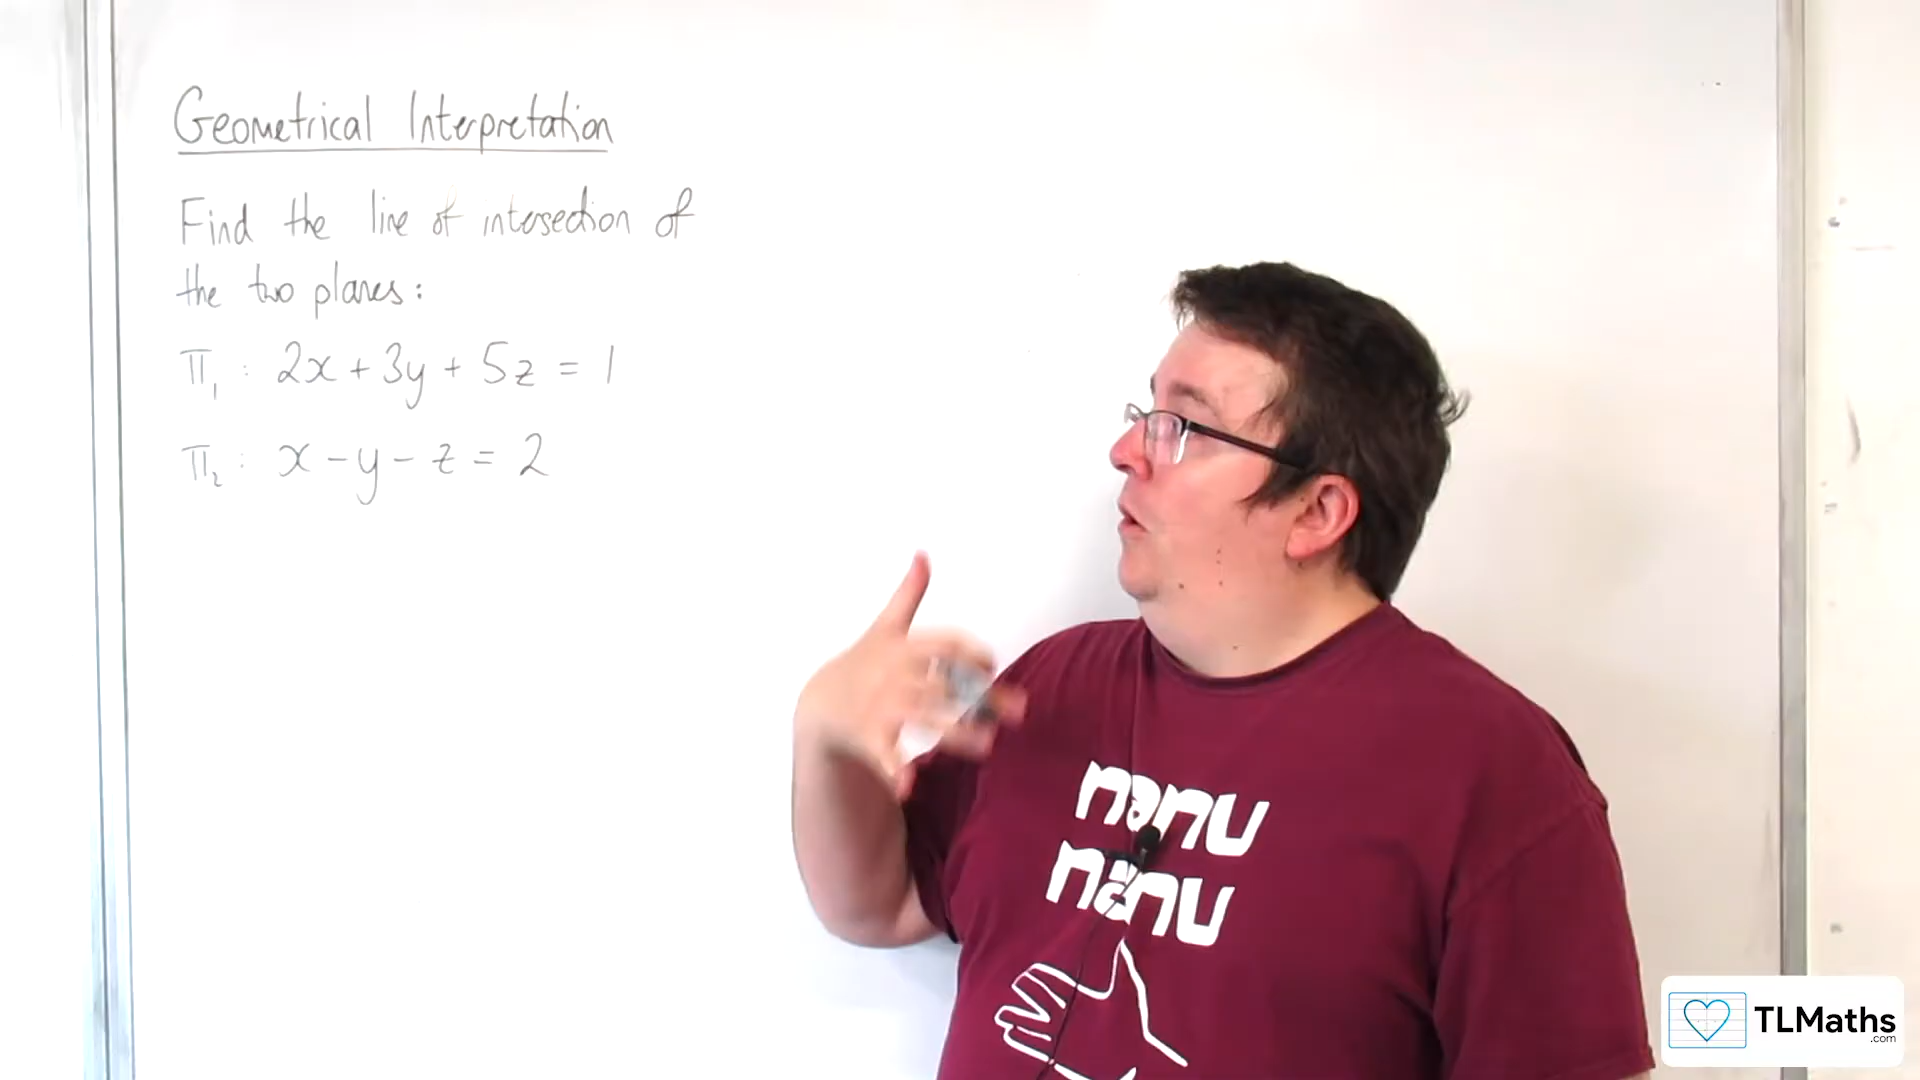 Geometrical Interpretation
Find the line of intersection of
the two planes:
π₁ : 2x + 3y + 5z = 1
π₂ : x - y - z = 2
nanu
nanu
TLMaths
.com